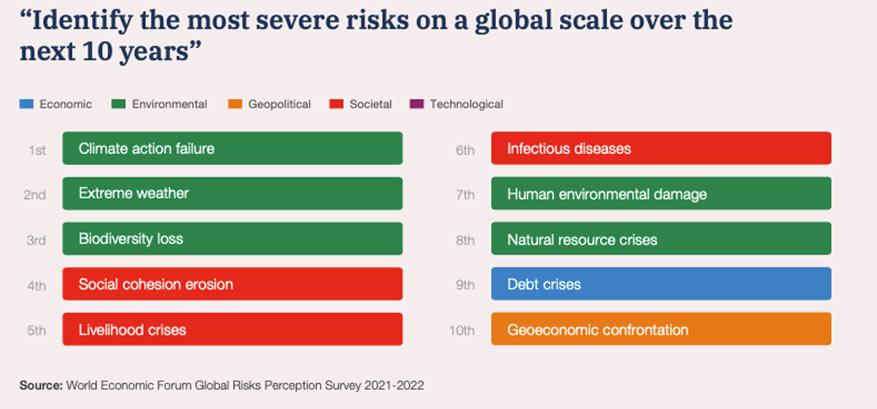 “Identify the most severe risks on a global scale over the
next 10 years”
Economic Environmental Geopolitical Societal Technological
1st Climate action failure
2nd Extreme weather
3rd Biodiversity loss
4th Social cohesion erosion
5th Livelihood crises
6th Infectious diseases
7th Human environmental damage
8th Natural resource crises
9th Debt crises
10th Geoeconomic confrontation
Source: World Economic Forum Global Risks Perception Survey 2021-2022